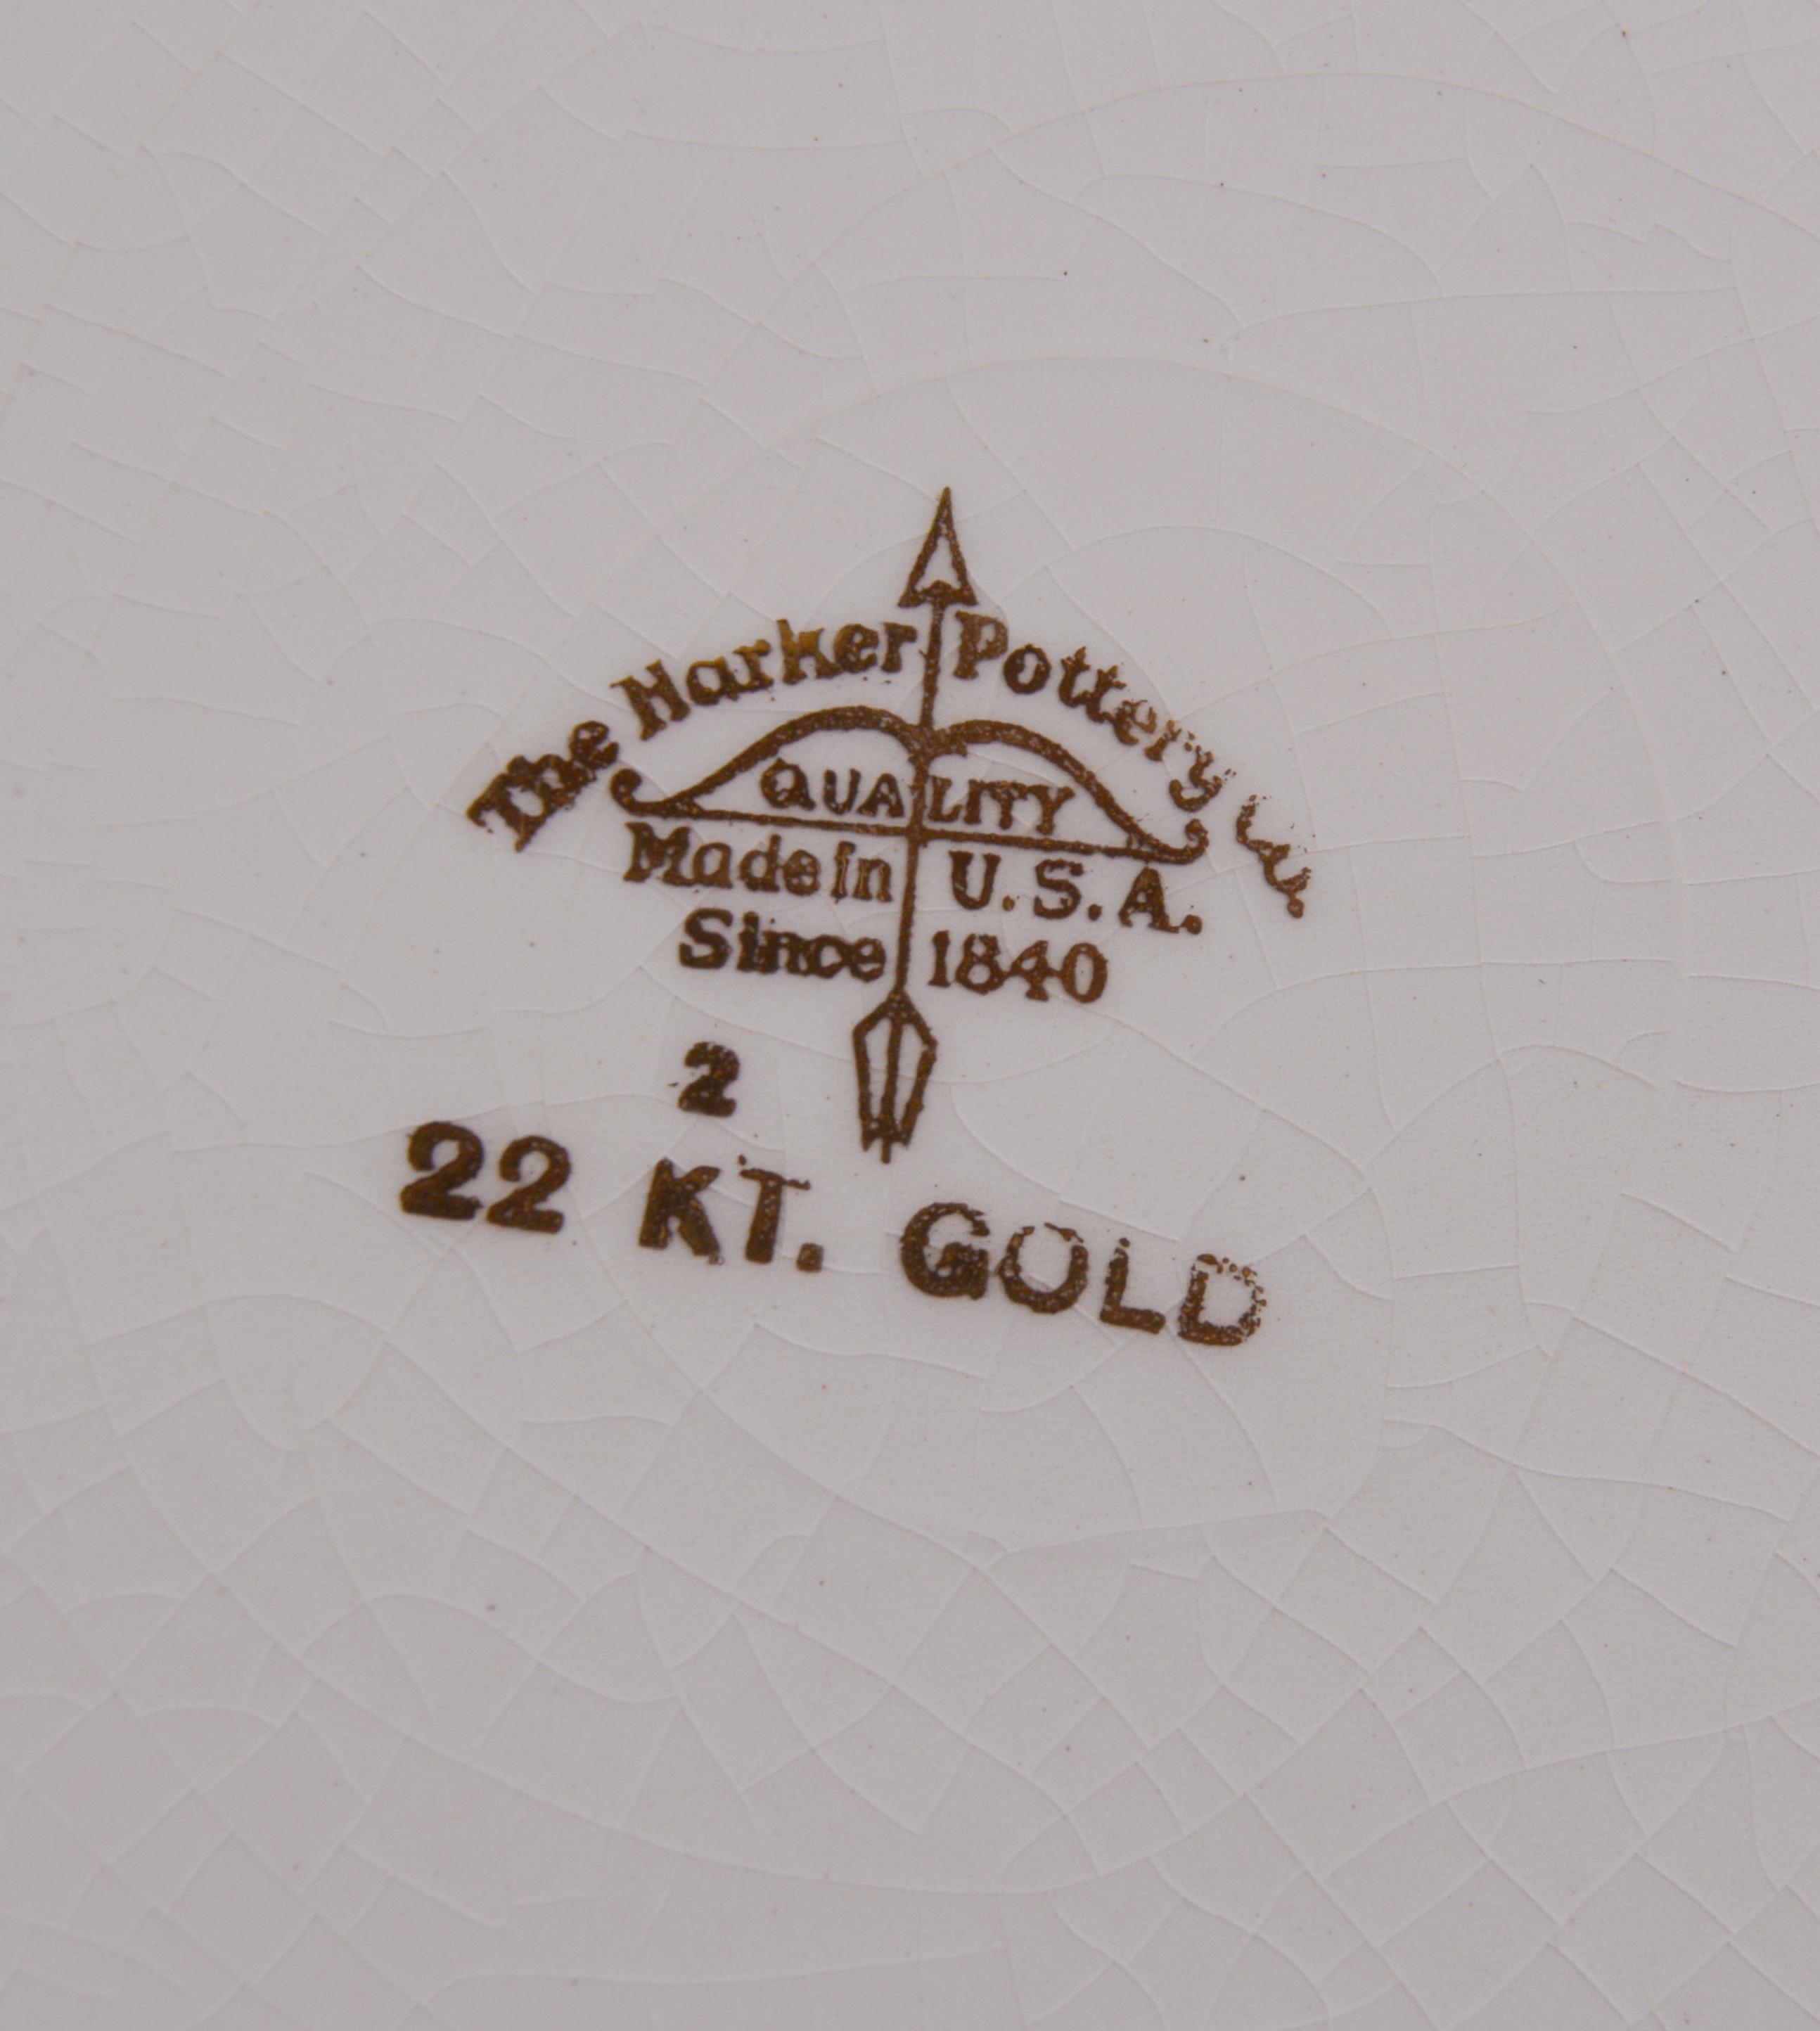 The Harker Pottery Co.
QUALITY
Made in U.S.A.
Since 1840
2
22 KT. GOLD